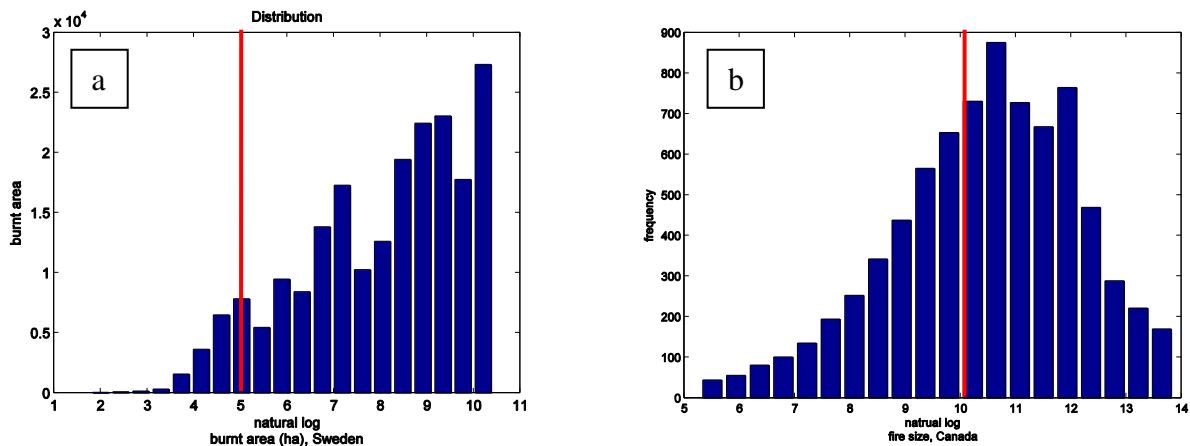 Distribution
x 10⁴
a
3
2.5
2
1.5
1
0.5
0
burnt area
1 2 3 4 5 6 7 8 9 10 11
natural log
burnt area (ha), Sweden
b
900
800
700
600
500
400
300
200
100
0
frequency
5 6 7 8 9 10 11 12 13 14
natrual log
fire size, Canada